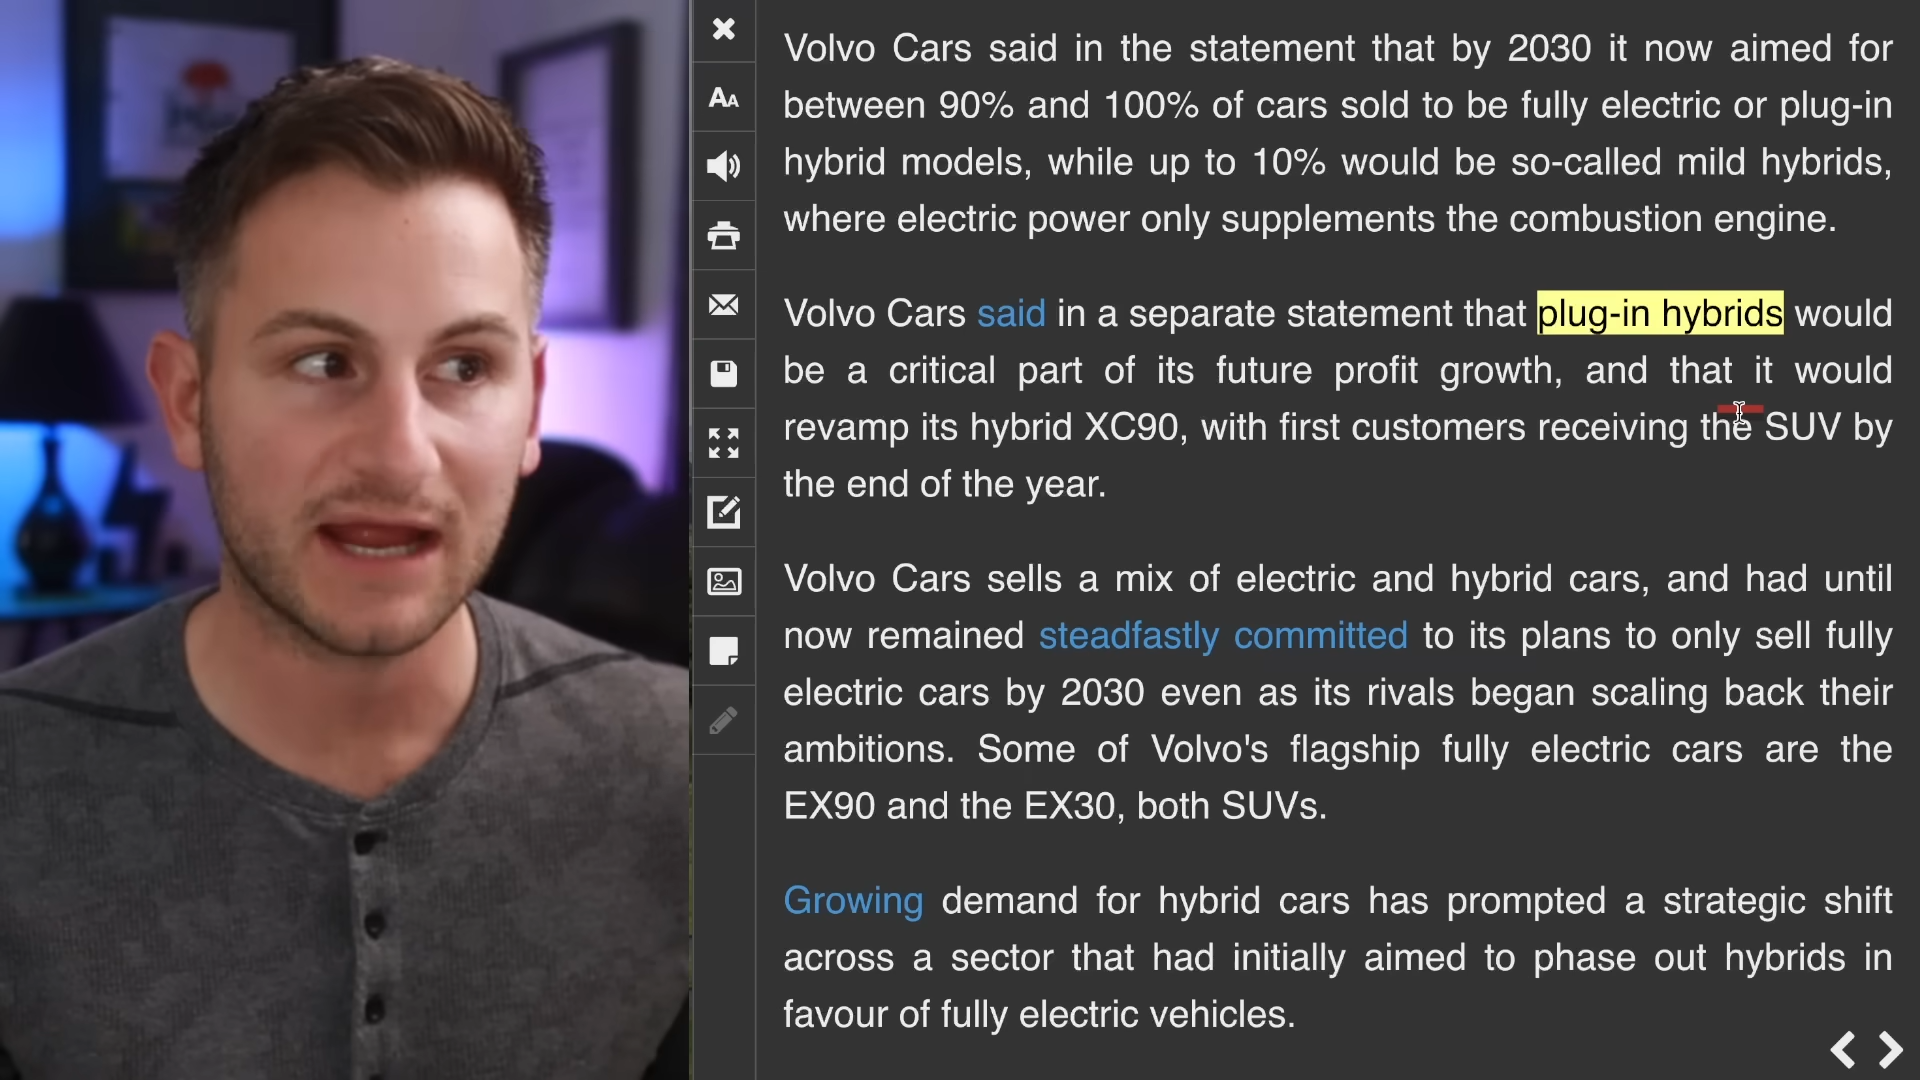 Volvo Cars said in the statement that by 2030 it now aimed for
between 90% and 100% of cars sold to be fully electric or plug-in
hybrid models, while up to 10% would be so-called mild hybrids,
where electric power only supplements the combustion engine.
Volvo Cars said in a separate statement that plug-in hybrids would
be a critical part of its future profit growth, and that it would
revamp its hybrid XC90, with first customers receiving the SUV by
the end of the year.
Volvo Cars sells a mix of electric and hybrid cars, and had until
now remained steadfastly committed to its plans to only sell fully
electric cars by 2030 even as its rivals began scaling back their
ambitions. Some of Volvo's flagship fully electric cars are the
EX90 and the EX30, both SUVs.
Growing demand for hybrid cars has prompted a strategic shift
across a sector that had initially aimed to phase out hybrids in
favour of fully electric vehicles.
AA